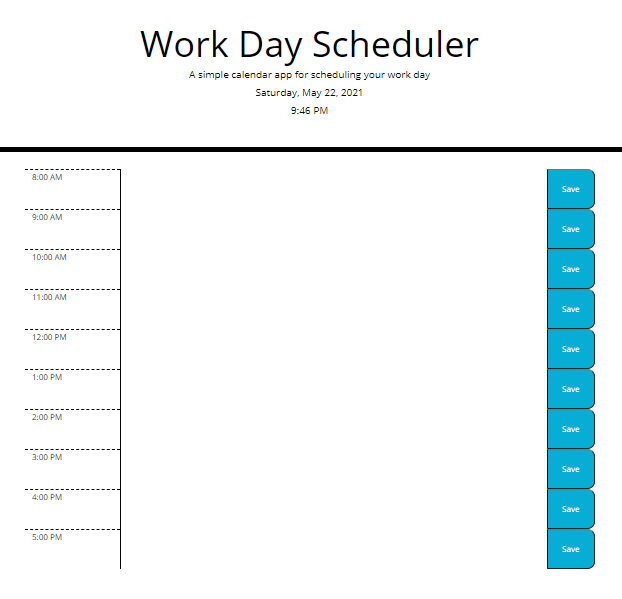 Work Day Scheduler
A simple calendar app for scheduling your work day
Saturday, May 22, 2021
9:46 PM
8:00 AM Save
9:00 AM Save
10:00 AM Save
11:00 AM Save
12:00 PM Save
1:00 PM Save
2:00 PM Save
3:00 PM Save
4:00 PM Save
5:00 PM Save